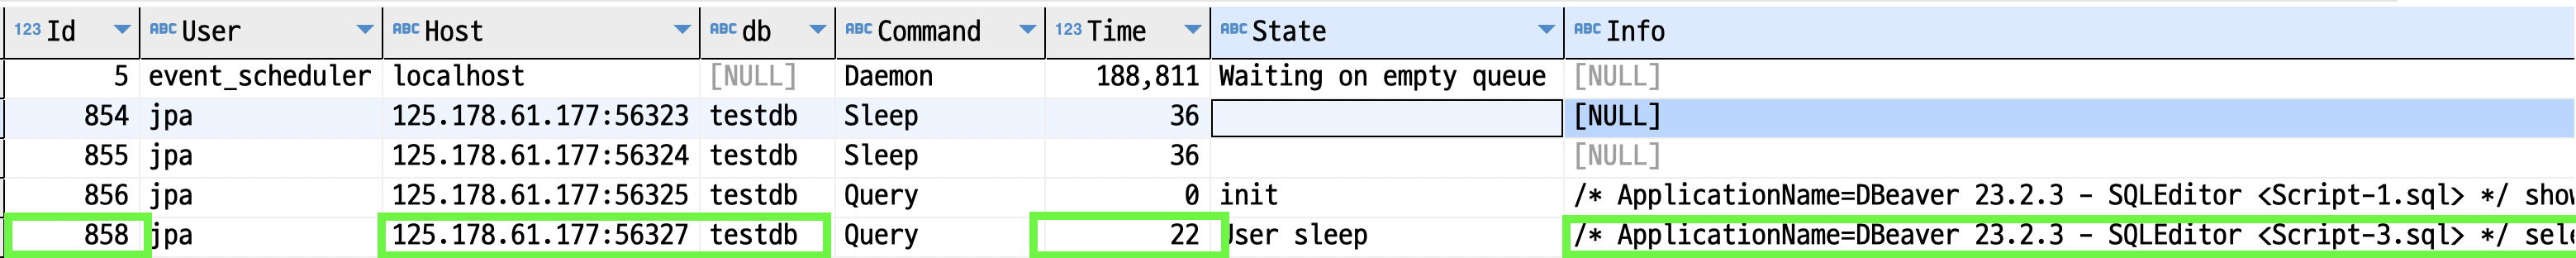 123 Id ABC User ABC Host ABC db ABC Command 123 Time ABC State ABC Info
5 event_scheduler localhost [NULL] Daemon 188,811 Waiting on empty queue [NULL]
854 jpa 125.178.61.177:56323 testdb Sleep 36 [NULL]
855 jpa 125.178.61.177:56324 testdb Sleep 36 [NULL]
856 jpa 125.178.61.177:56325 testdb Query 0 init /* ApplicationName=DBeaver 23.2.3 - SQLEditor <Script-1.sql> */ show
858 jpa 125.178.61.177:56327 testdb Query 22 User sleep /* ApplicationName=DBeaver 23.2.3 - SQLEditor <Script-3.sql> */ sele